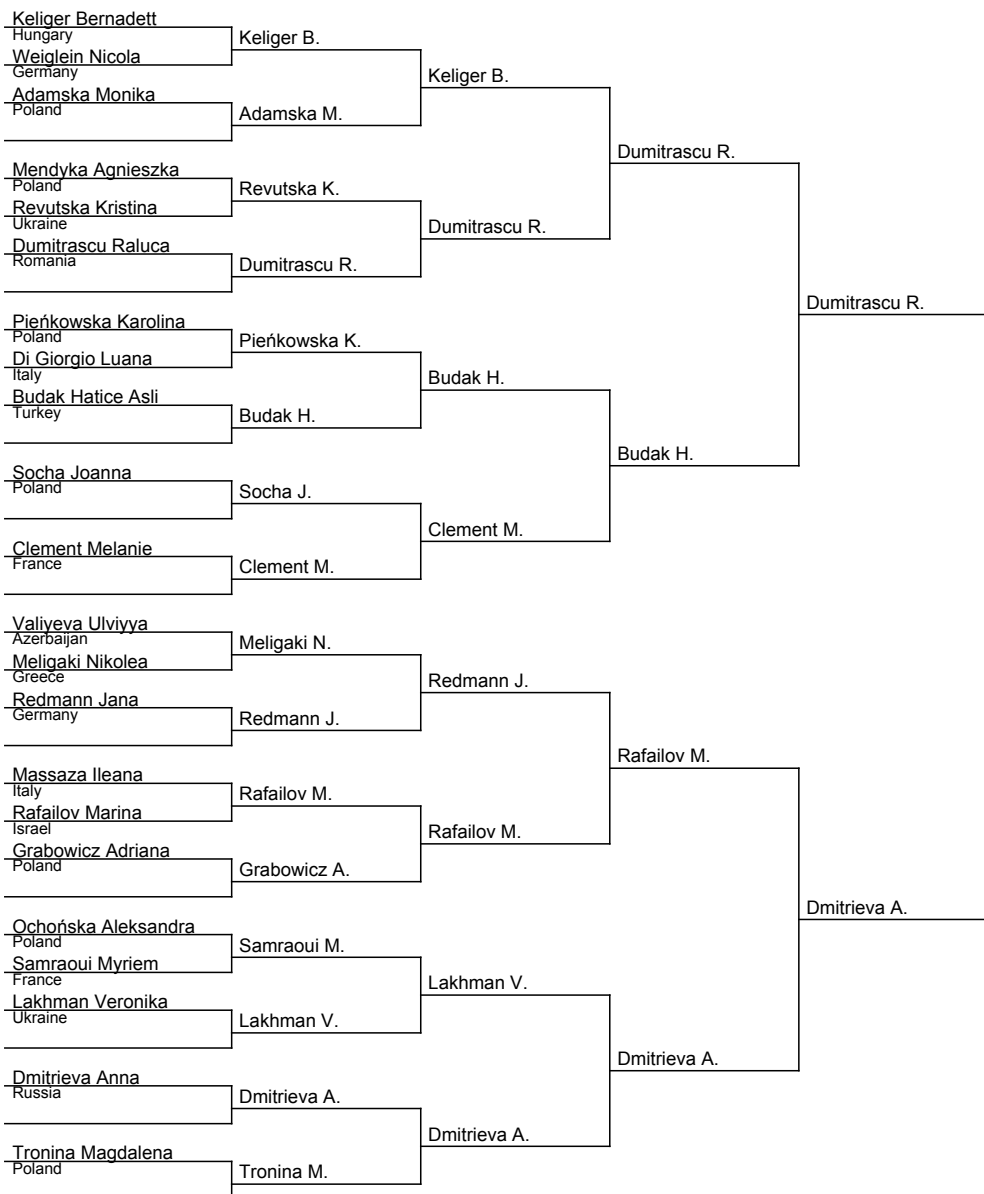 Keliger Bernadett
Hungary
Weiglein Nicola
Germany
Adamska Monika
Poland
Mendyka Agnieszka
Poland
Revutska Kristina
Ukraine
Dumitrascu Raluca
Romania
Pieńkowska Karolina
Poland
Di Giorgio Luana
Italy
Budak Hatice Asli
Turkey
Socha Joanna
Poland
Clement Melanie
France
Valiyeva Ulviyya
Azerbaijan
Meligaki Nikolea
Greece
Redmann Jana
Germany
Massaza Ileana
Italy
Rafailov Marina
Israel
Grabowicz Adriana
Poland
Ochońska Aleksandra
Poland
Samraoui Myriem
France
Lakhman Veronika
Ukraine
Dmitrieva Anna
Russia
Tronina Magdalena
Poland
Keliger B.
Adamska M.
Revutska K.
Dumitrascu R.
Pieńkowska K.
Budak H.
Socha J.
Clement M.
Meligaki N.
Redmann J.
Rafailov M.
Grabowicz A.
Samraoui M.
Lakhman V.
Dmitrieva A.
Tronina M.
Keliger B.
Dumitrascu R.
Budak H.
Clement M.
Redmann J.
Rafailov M.
Lakhman V.
Dmitrieva A.
Dumitrascu R.
Budak H.
Rafailov M.
Dmitrieva A.
Dumitrascu R.
Dmitrieva A.